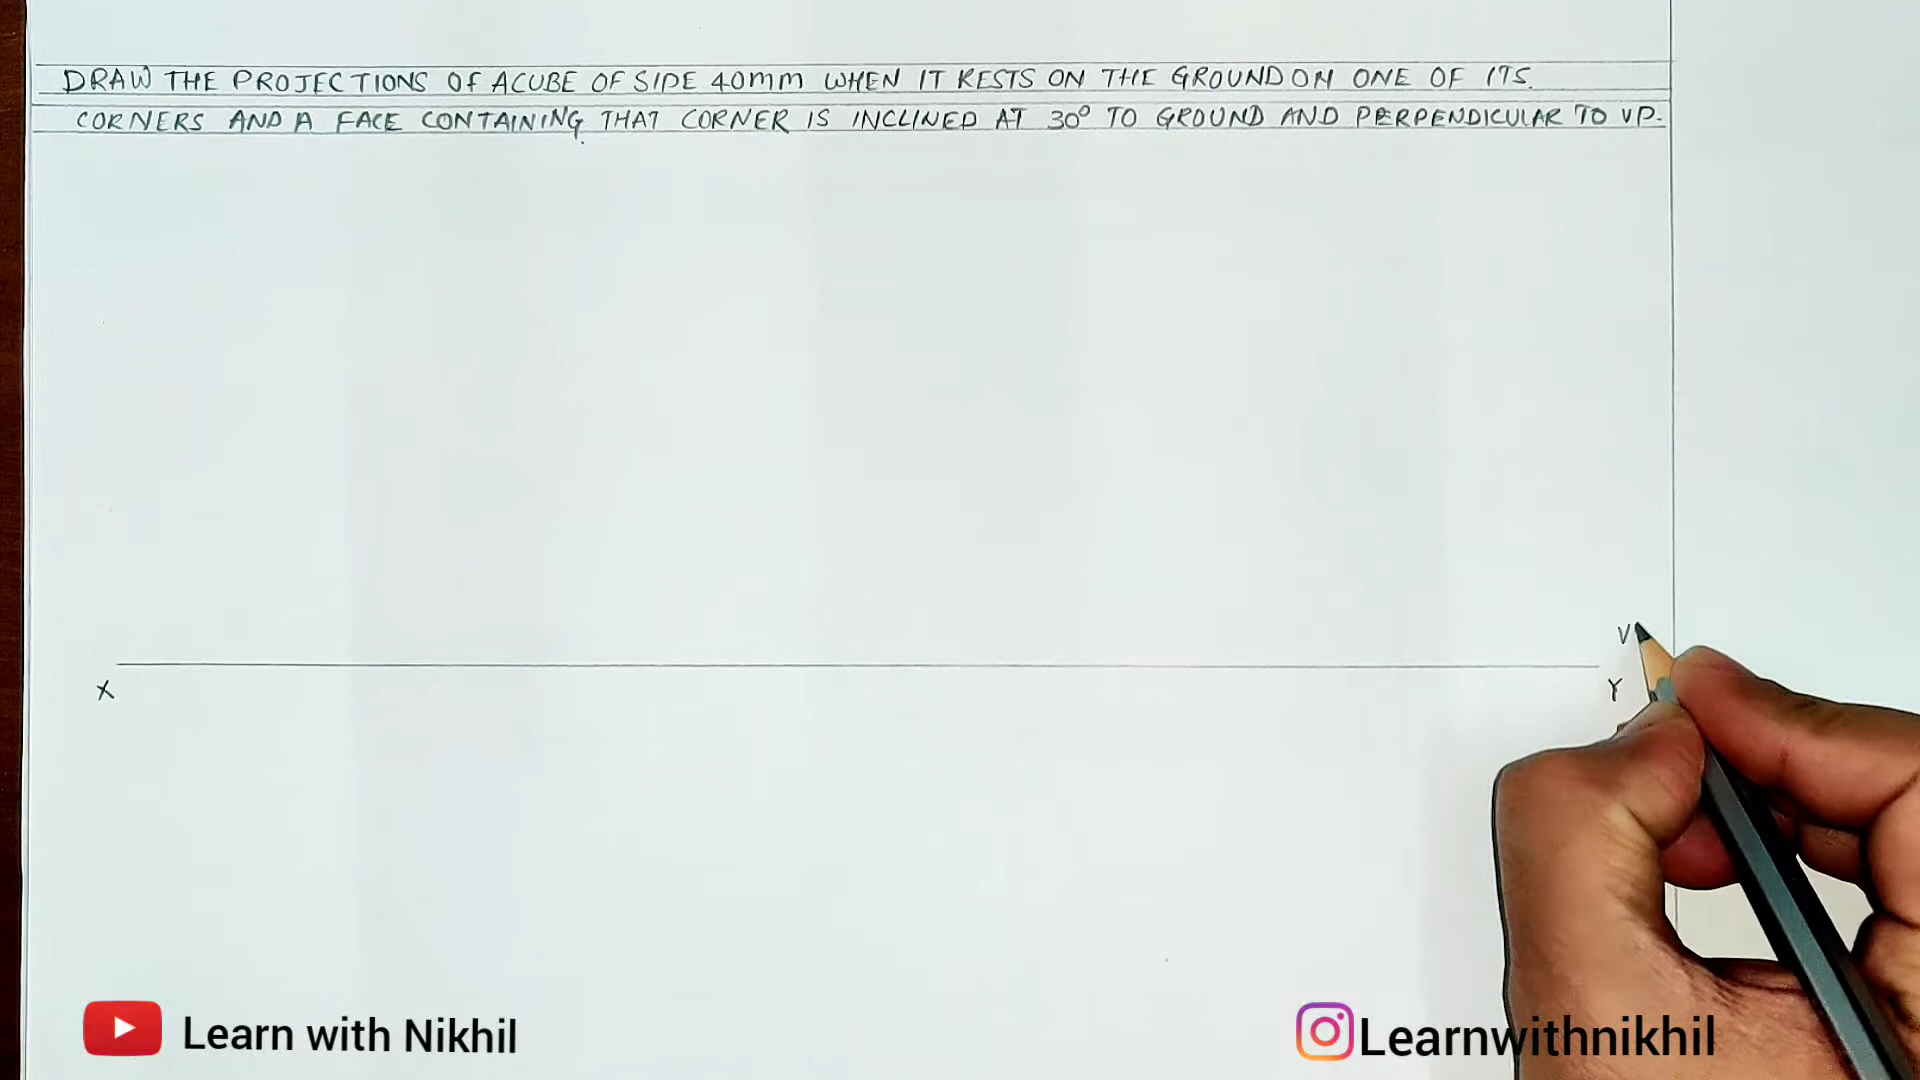 DRAW THE PROJECTIONS OF A CUBE OF SIDE 40mm WHEN IT RESTS ON THE GROUND ON ONE OF ITS.
CORNERS AND A FACE CONTAINING THAT CORNER IS INCLINED AT 30° TO GROUND AND PERPENDICULAR TO VP.
V
X
Y
Learn with Nikhil
Learnwithnikhil